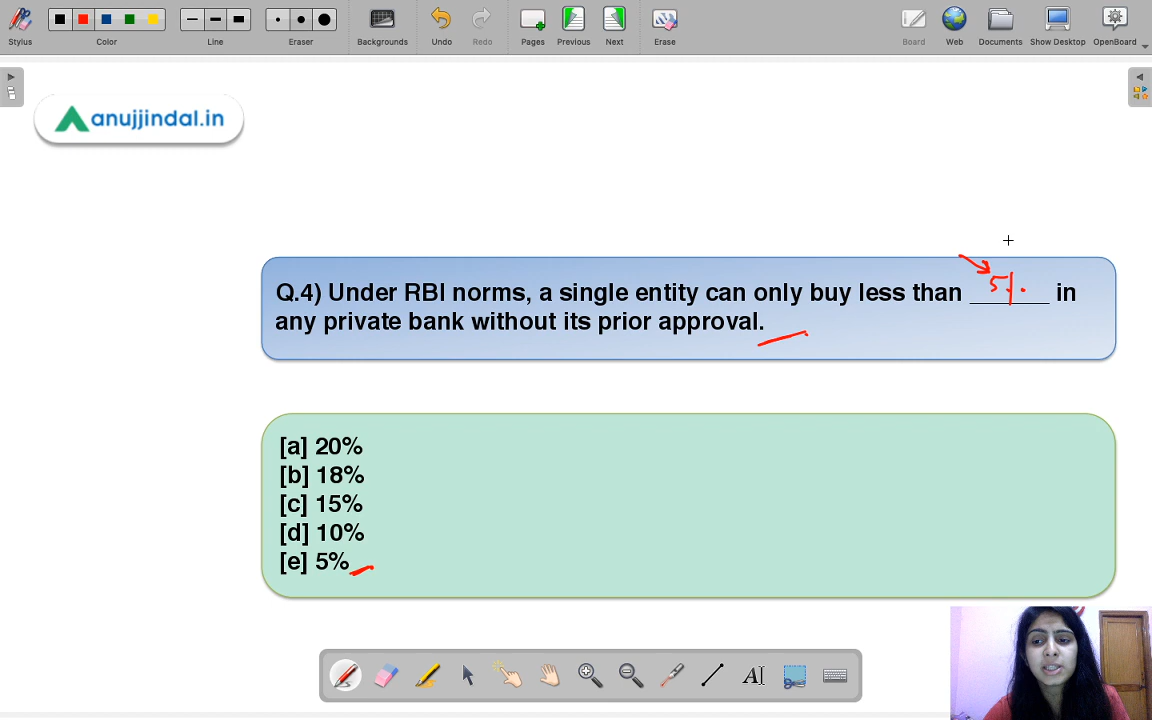 Stylus
Color
Line
Eraser
Backgrounds
Undo
Redo
Pages
Previous
Next
Erase
Board
Web
Documents
Show Desktop
OpenBoard
anujjindal.in
5%.
Q.4) Under RBI norms, a single entity can only buy less than ______ in
any private bank without its prior approval.
[a] 20%
[b] 18%
[c] 15%
[d] 10%
[e] 5%
A